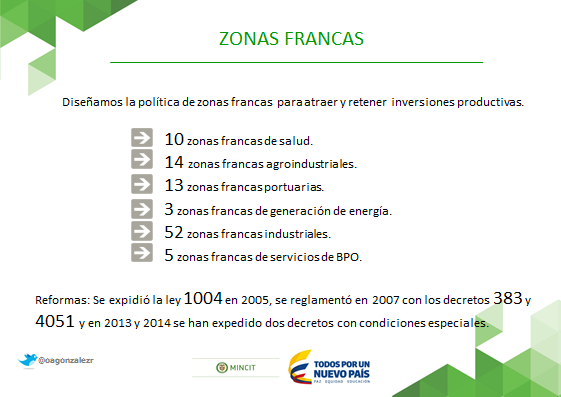 ZONAS FRANCAS
Diseñamos la política de zonas francas para atraer y retener inversiones productivas.
10 zonas francas de salud.
14 zonas francas agroindustriales.
13 zonas francas portuarias.
3 zonas francas de generación de energía.
52 zonas francas industriales.
5 zonas francas de servicios de BPO.
Reformas: Se expidió la ley 1004 en 2005, se reglamentó en 2007 con los decretos 383 y
4051 y en 2013 y 2014 se han expedido dos decretos con condiciones especiales.
@oagonzalezr
MINCIT
TODOS POR UN
NUEVO PAÍS
PAZ EQUIDAD EDUCACIÓN